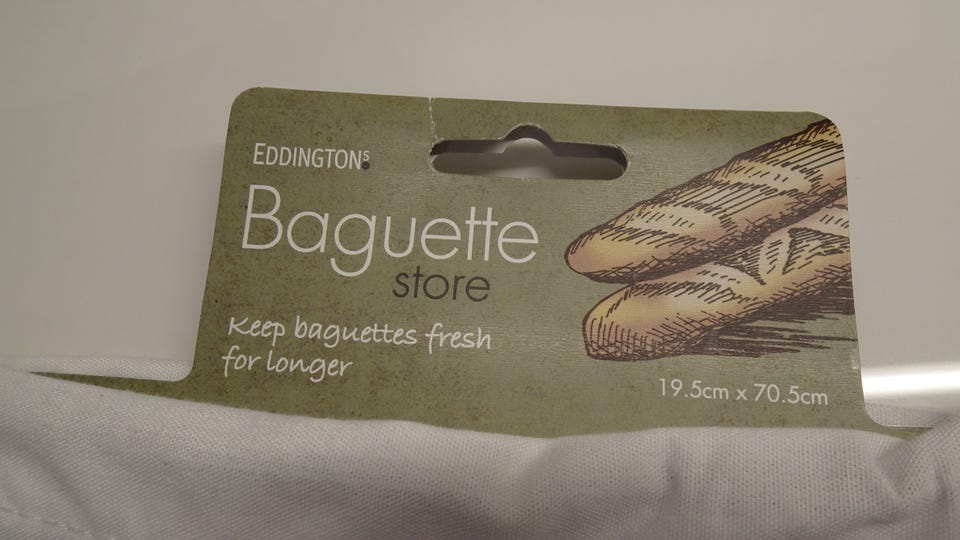 EDDINGTONs
Baguette
store
Keep baguettes fresh
for longer
19.5cm x 70.5cm